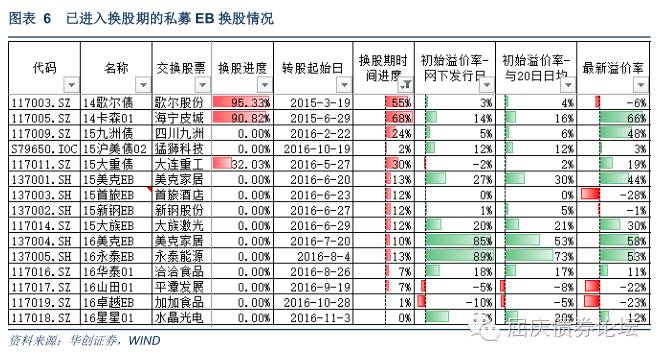 图表 6 已进入换股期的私募 EB 换股情况
代码 名称 交换股票 换股进度 转股起始日 换股期时间进度 初始溢价率-网下发行日 初始溢价率-与20日日均 最新溢价率
117003.SZ 14歌尔债 歌尔股份 95.33% 2015-3-19 55% 3% 4% -6%
117005.SZ 14卡森01 海宁皮城 90.82% 2015-6-29 68% 14% 16% 66%
117009.SZ 15九洲债 四川九洲 0.00% 2016-2-22 24% 5% 6% 48%
S79650.IOC 15沪美债02 猛狮科技 0.00% 2016-10-19 2% 12% 12% 3%
117011.SZ 15大重债 大连重工 32.03% 2016-5-27 30% -2% 2% 19%
137001.SH 15美克EB 美克家居 0.00% 2016-6-20 13% 27% 30% 44%
137003.SH 15首旅EB 首旅酒店 0.00% 2016-6-23 12% 0% 0% -28%
137002.SH 15新钢EB 新钢股份 0.00% 2016-6-27 12% 1% 5% -1%
117014.SZ 15大族EB 大族激光 0.00% 2016-6-29 12% 20% 21% 30%
137004.SH 16美克EB 美克家居 0.00% 2016-7-20 10% 85% 53% 58%
137005.SH 16永泰EB 永泰能源 0.00% 2016-8-4 13% 89% 73% 53%
117016.SZ 16华泰01 洽洽食品 0.00% 2016-8-26 7% 18% 17% 11%
117017.SZ 16山田01 平潭发展 0.00% 2016-9-19 7% -5% -8% -22%
117019.SZ 16卓越EB 加加食品 0.00% 2016-10-28 1% -10% -5% -23%
117018.SZ 16星星01 水晶光电 0.00% 2016-11-3 0% 20% 12%
资料来源：华创证券，WIND
屈庆债券论坛